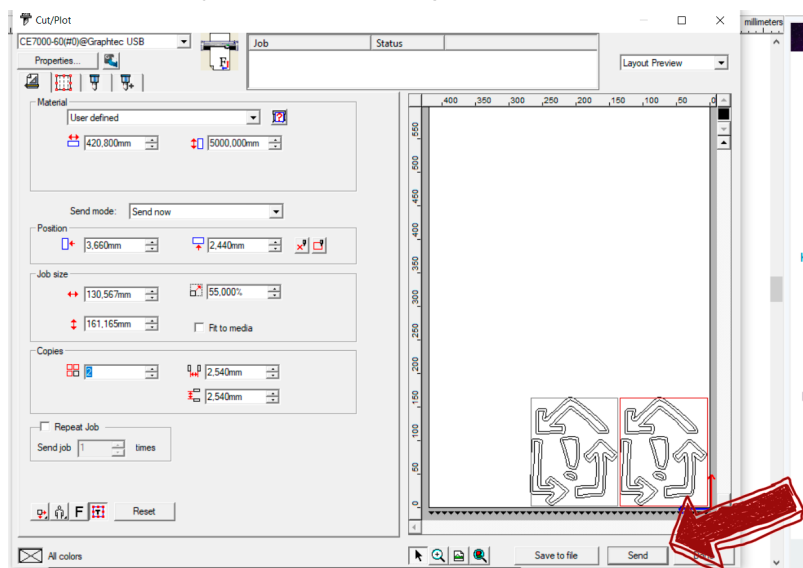 Cut/Plot
millimeters
CE7000-60(#0)@Graphtec USB
Job Status
Properties...
Layout Preview
Material
User defined
420,800mm 5000,000mm
Send mode: Send now
Position
3,660mm 2,440mm
Job size
130,567mm 55,000%
161,165mm Fit to media
Copies
2 2,540mm
2,540mm
Repeat Job
Send job 1 times
F Reset
All colors
400 350 300 250 200 150 100 50 0
550
500
450
400
350
300
250
200
150
100
50
0
Save to file Send